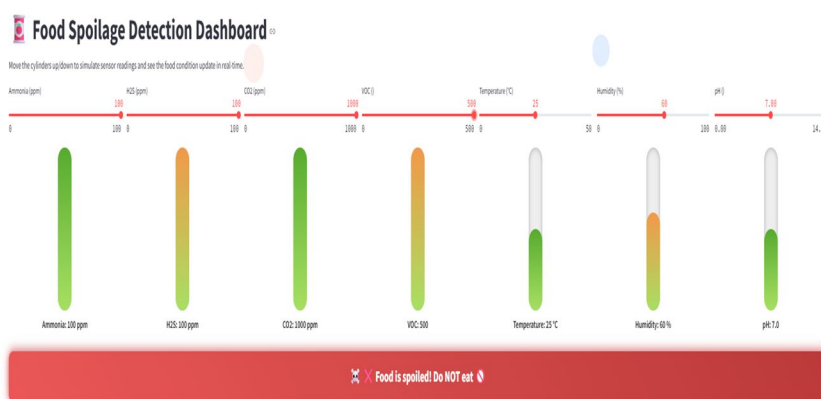 Food Spoilage Detection Dashboard
Move the cylinders up/down to simulate sensor readings and see the food condition update in real-time.
Ammonia (ppm) H2S (ppm) CO2 (ppm) VOC () Temperature (°C) Humidity (%) pH ()
100 100 1000 500 25 60 7.00
0 100 0 100 0 1000 0 500 0 50 0 100 0.00 14.
Ammonia: 100 ppm H2S: 100 ppm CO2: 1000 ppm VOC: 500 Temperature: 25 °C Humidity: 60 % pH: 7.0
☠️ ❌ Food is spoiled! Do NOT eat 🚫